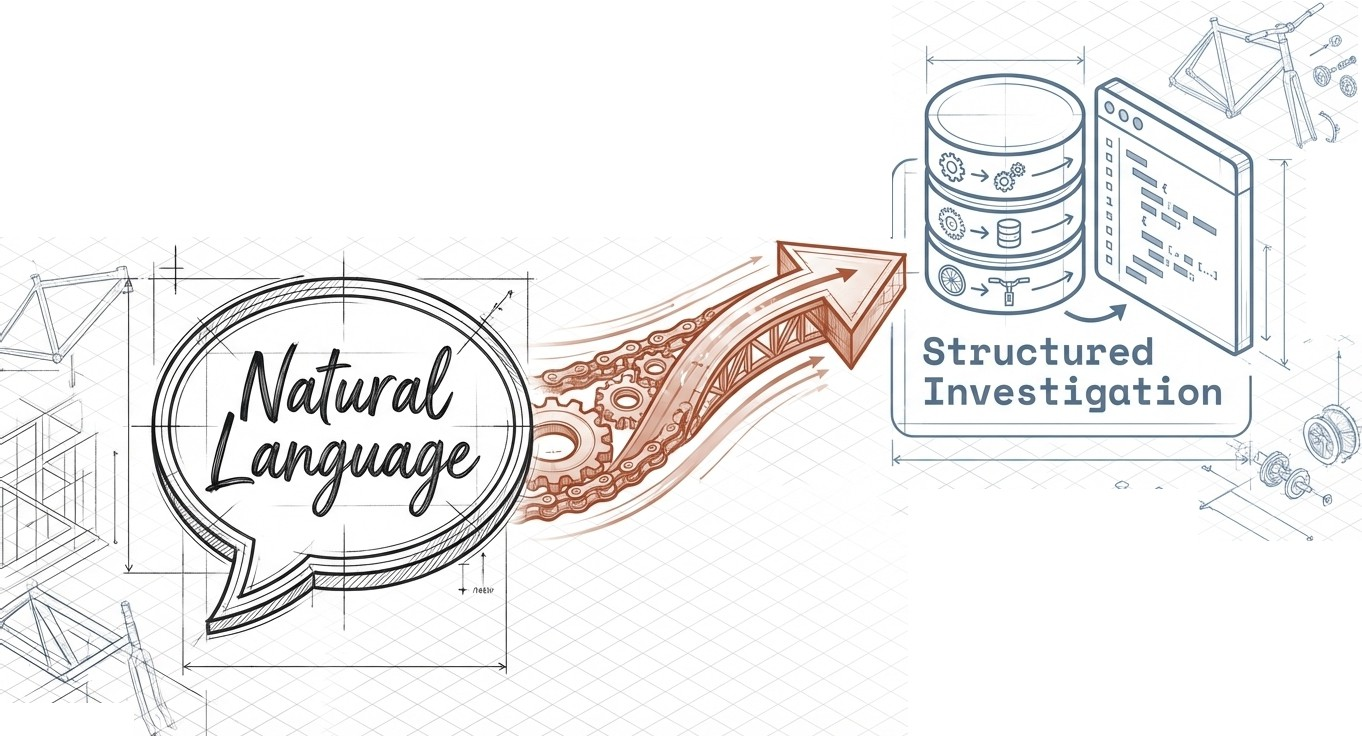 Natural
Language
Structured
Investigation